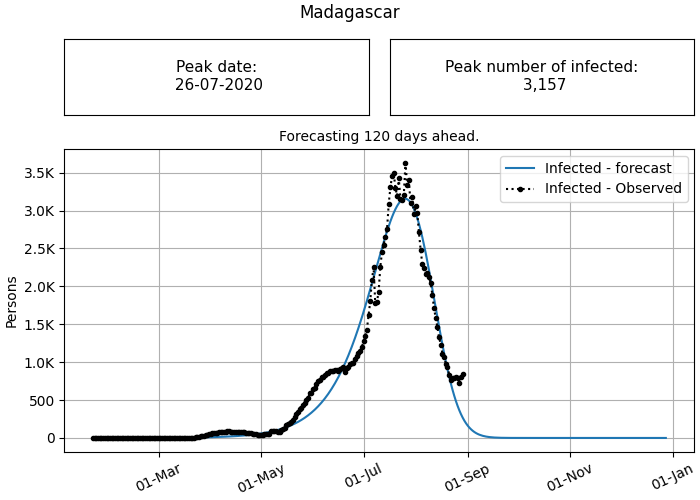 Madagascar
Peak date:
26-07-2020
Peak number of infected:
3,157
Forecasting 120 days ahead.
Infected - forecast
Infected - Observed
Persons
3.5K
3.0K
2.5K
2.0K
1.5K
1.0K
500
0
01-Mar
01-May
01-Jul
01-Sep
01-Nov
01-Jan